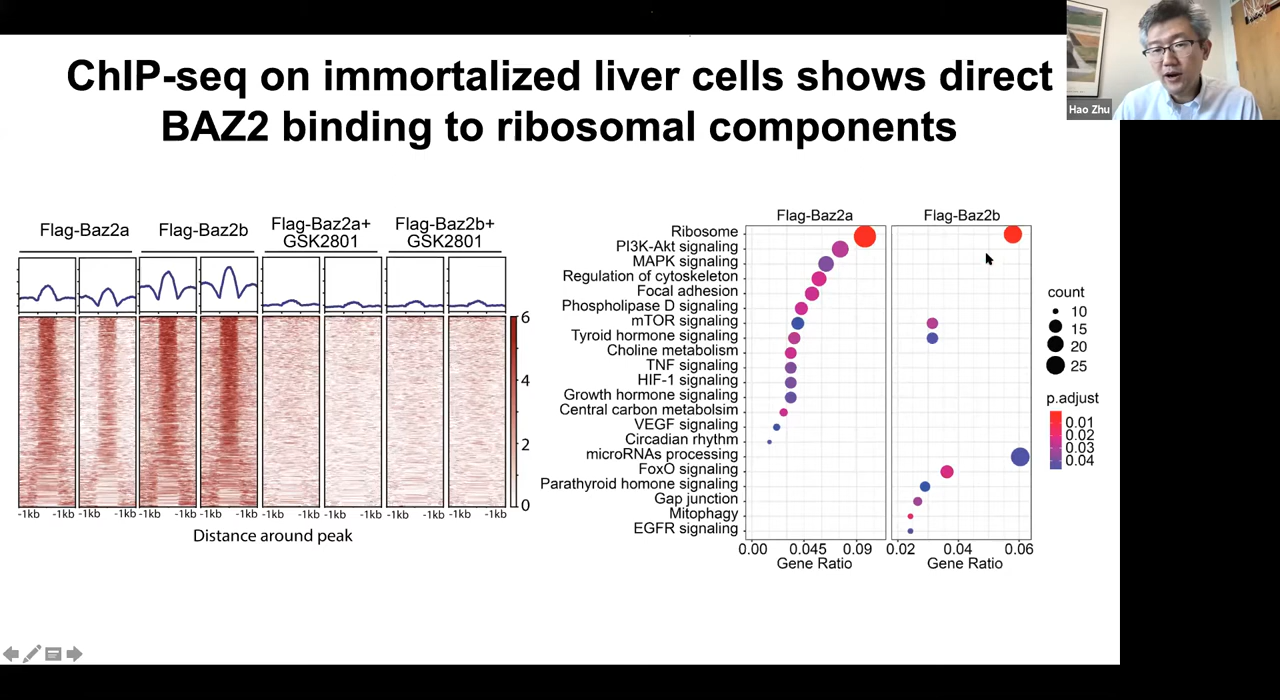 ChIP-seq on immortalized liver cells shows direct
BAZ2 binding to ribosomal components
Hao Zhu
Flag-Baz2a
Flag-Baz2b
Flag-Baz2a+
GSK2801
Flag-Baz2b+
GSK2801
6
4
2
0
-1kb -1kb -1kb -1kb -1kb -1kb -1kb -1kb -1kb -1kb -1kb -1kb -1kb -1kb -1kb -1kb
Distance around peak
Flag-Baz2a
Flag-Baz2b
Ribosome
PI3K-Akt signaling
MAPK signaling
Regulation of cytoskeleton
Focal adhesion
Phospholipase D signaling
mTOR signaling
Tyroid hormone signaling
Choline metabolism
TNF signaling
HIF-1 signaling
Growth hormone signaling
Central carbon metabolsim
VEGF signaling
Circadian rhythm
microRNAs processing
FoxO signaling
Parathyroid homone signaling
Gap junction
Mitophagy
EGFR signaling
0.00 0.045 0.09
Gene Ratio
0.02 0.04 0.06
Gene Ratio
count
10
15
20
25
p.adjust
0.01
0.02
0.03
0.04